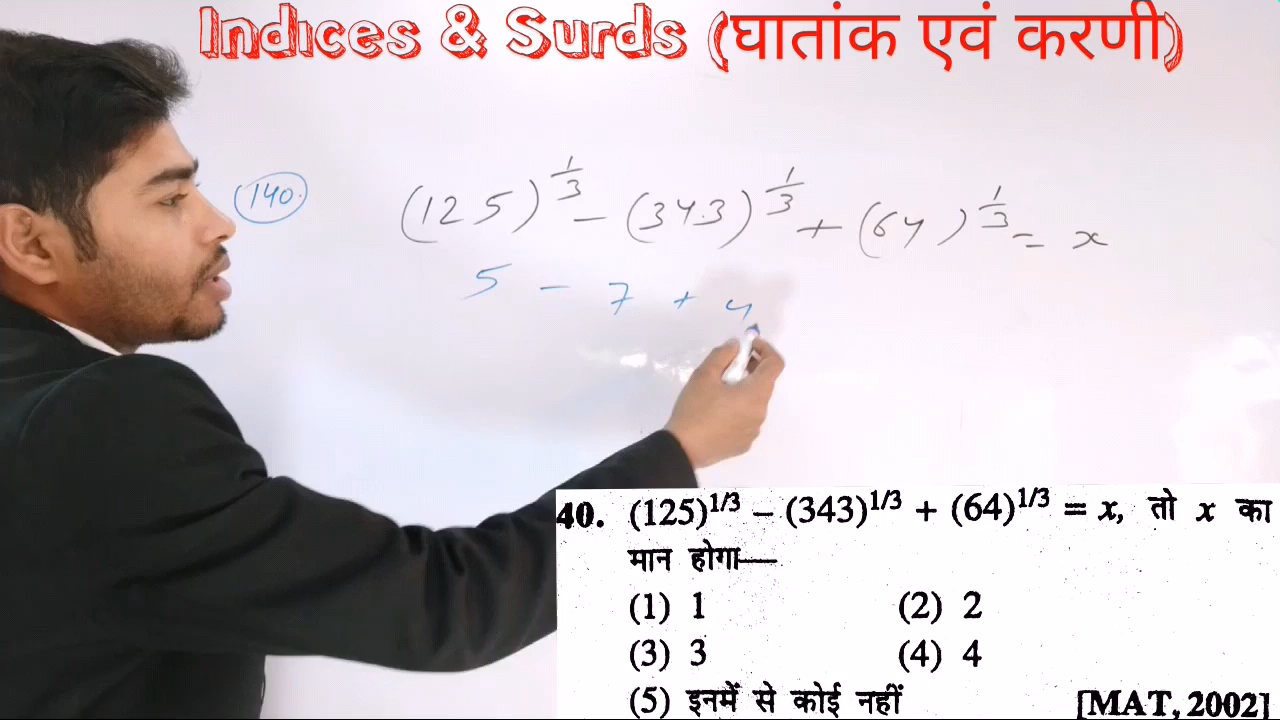 Indices & Surds (घातांक एवं करणी)
140.
(125)^1/3 - (343)^1/3 + (64)^1/3 = x
5 - 7 + 4
40. (125)^1/3 – (343)^1/3 + (64)^1/3 = x, तो x का
मान होगा—
(1) 1 (2) 2
(3) 3 (4) 4
(5) इनमें से कोई नहीं [MAT, 2002]